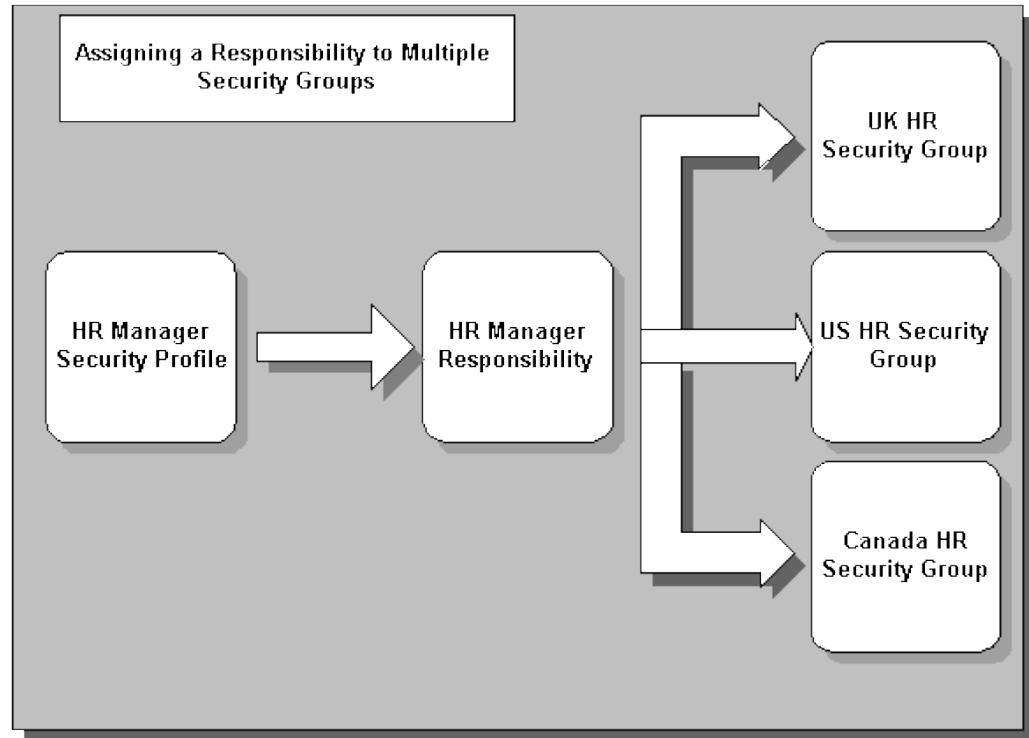 Assigning a Responsibility to Multiple
Security Groups
HR Manager
Security Profile
HR Manager
Responsibility
UK HR
Security Group
US HR Security
Group
Canada HR
Security Group